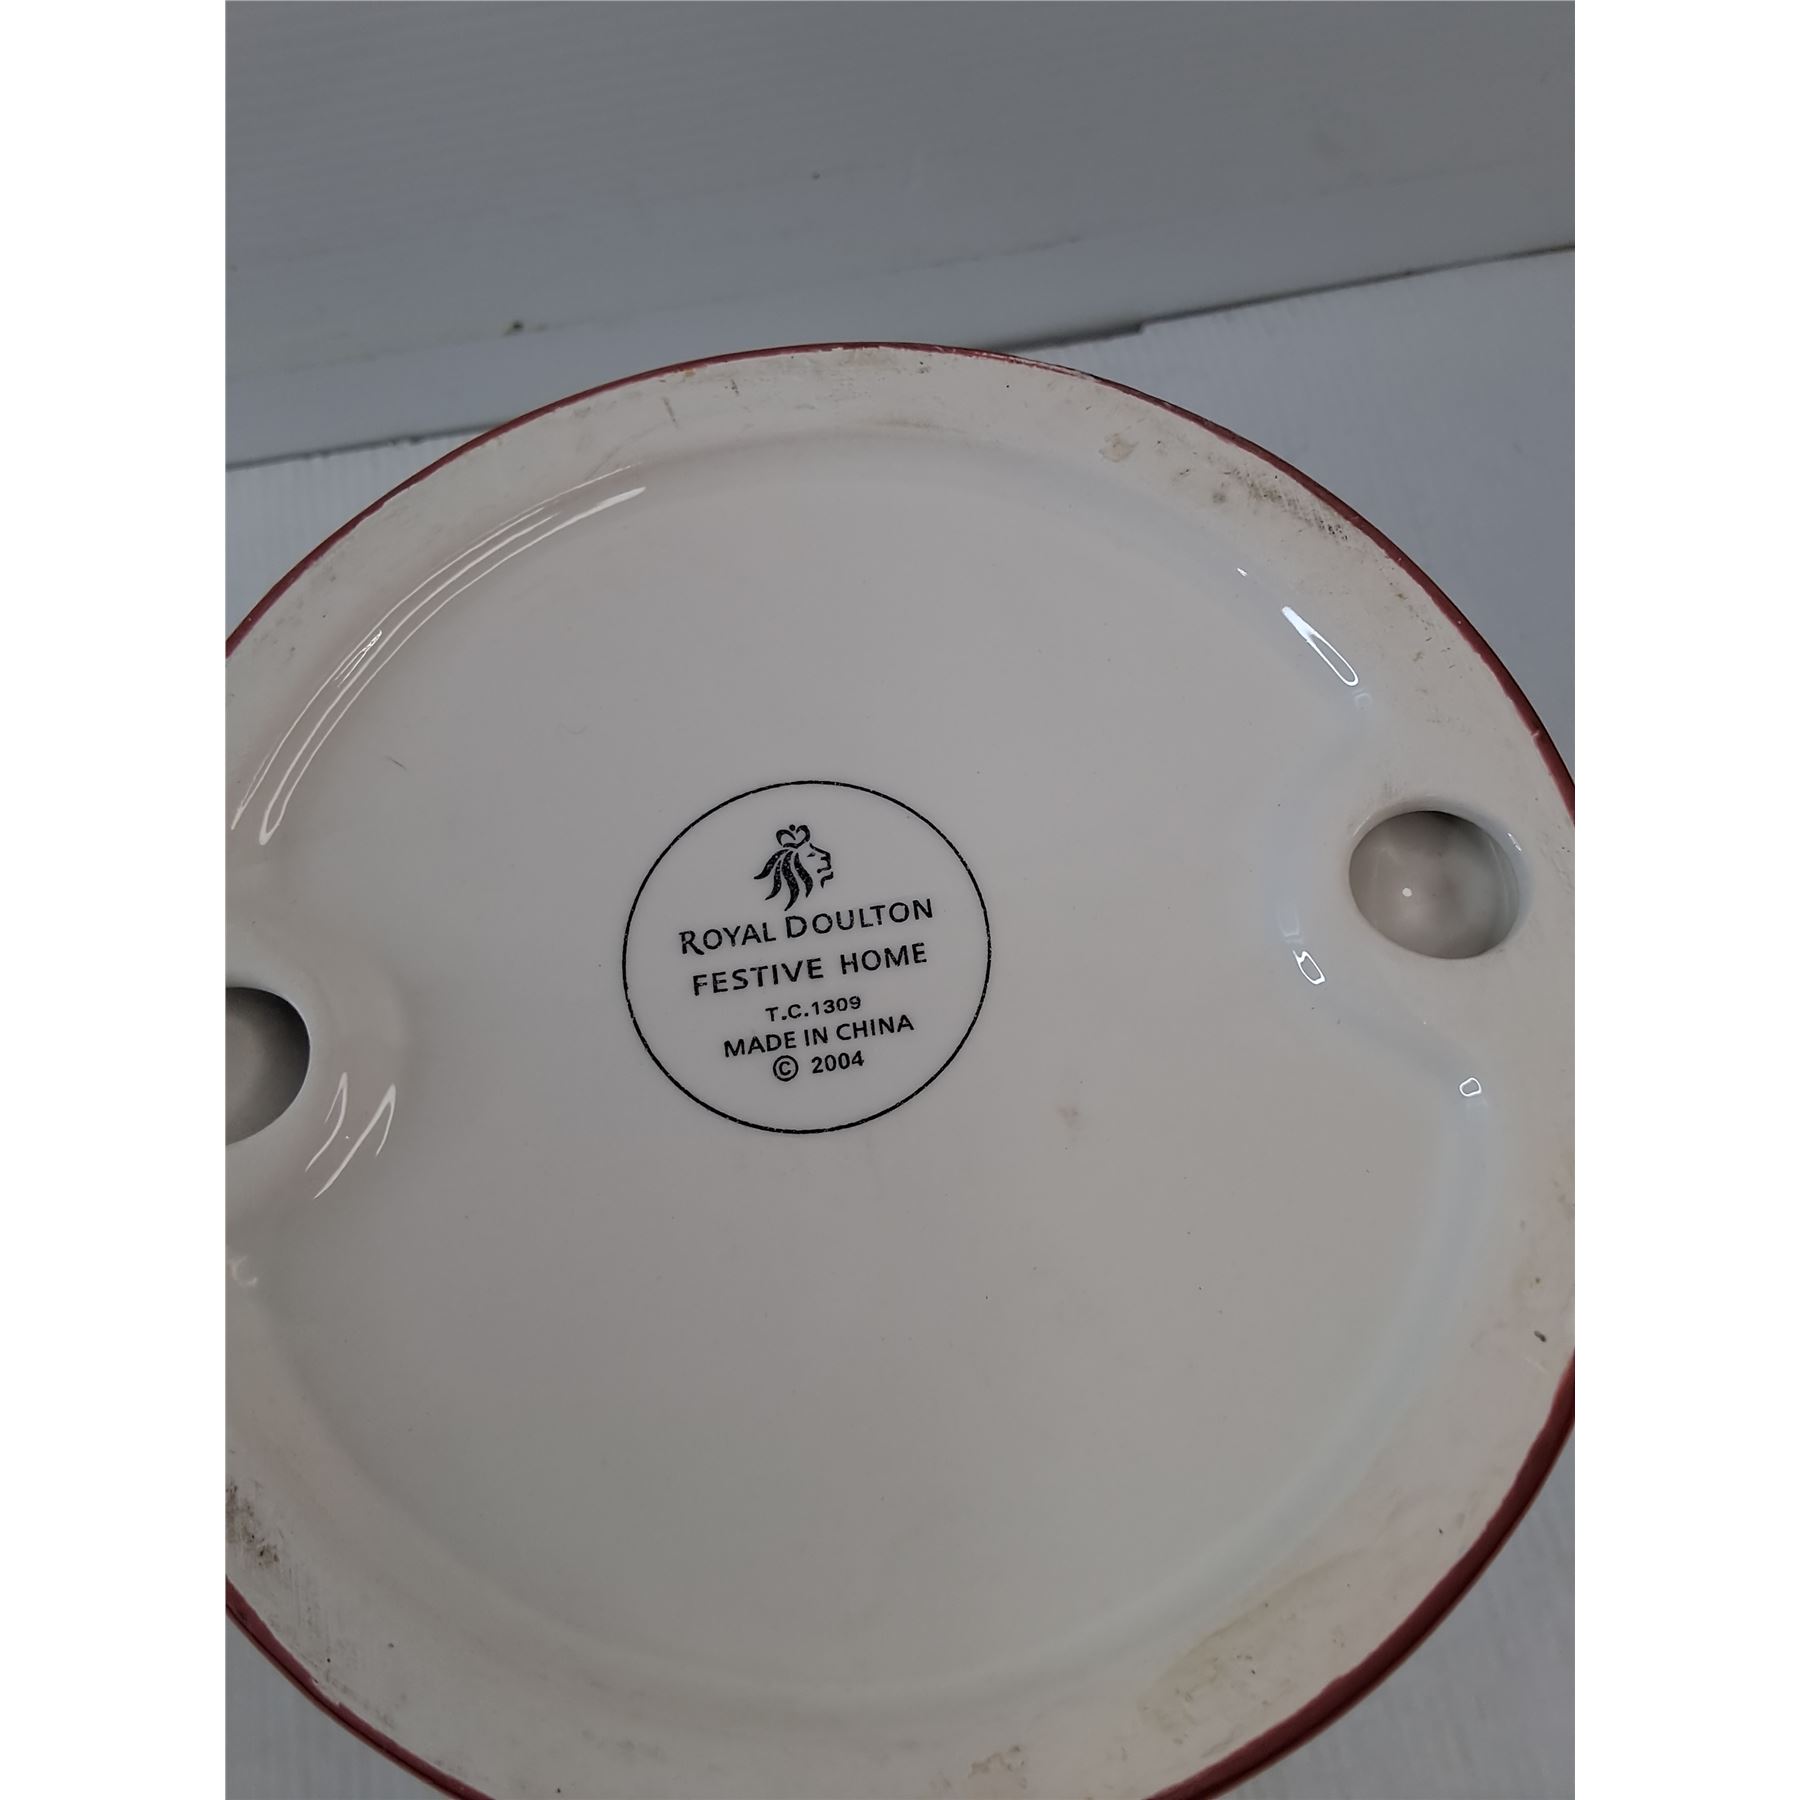 ROYAL DOULTON
FESTIVE HOME
T.C.1309
MADE IN CHINA
© 2004